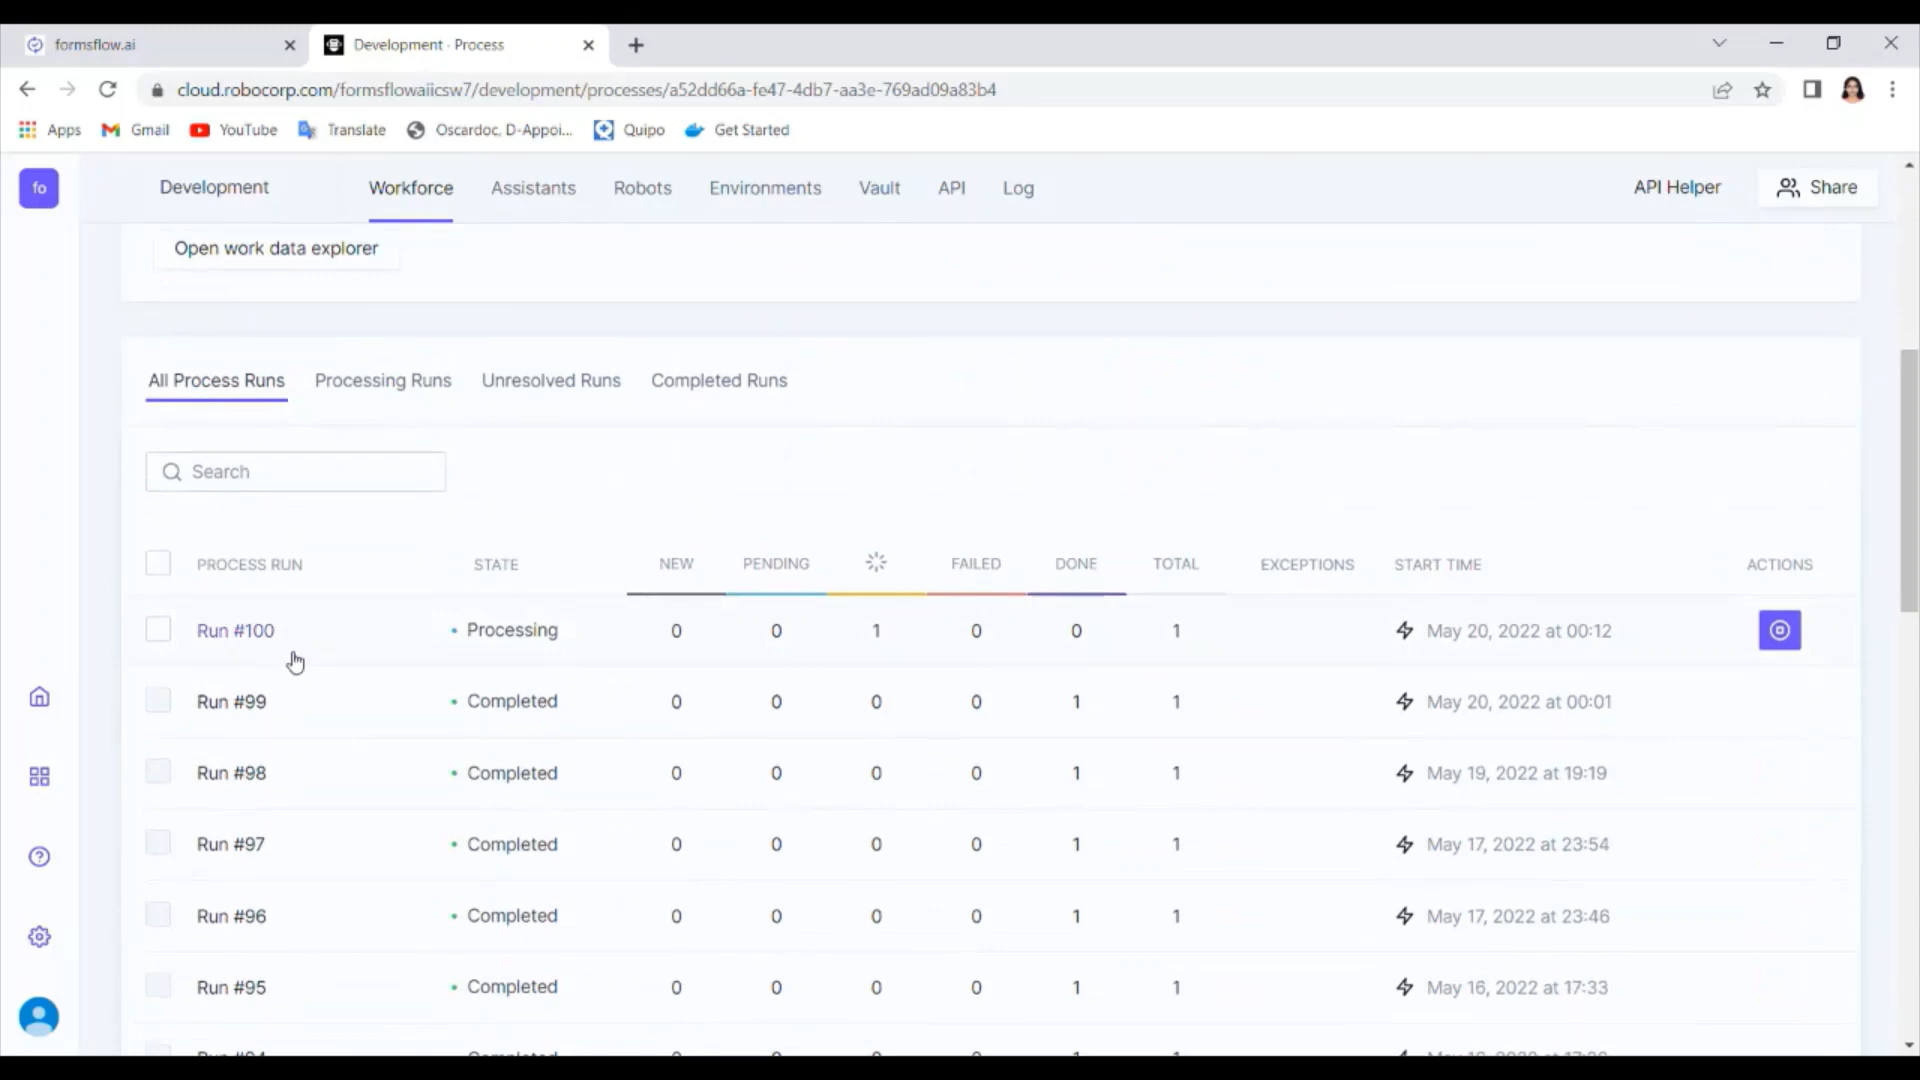 formsflow.ai
Development · Process
cloud.robocorp.com/formsflowaiicsw7/development/processes/a52dd66a-fe47-4db7-aa3e-769ad09a83b4
Apps Gmail YouTube Translate Oscardoc, D-Appoi... Quipo Get Started
fo Development Workforce Assistants Robots Environments Vault API Log API Helper Share
Open work data explorer
All Process Runs Processing Runs Unresolved Runs Completed Runs
Search
PROCESS RUN STATE NEW PENDING FAILED DONE TOTAL EXCEPTIONS START TIME ACTIONS
Run #100 Processing 0 0 1 0 0 1 May 20, 2022 at 00:12
Run #99 Completed 0 0 0 0 1 1 May 20, 2022 at 00:01
Run #98 Completed 0 0 0 0 1 1 May 19, 2022 at 19:19
Run #97 Completed 0 0 0 0 1 1 May 17, 2022 at 23:54
Run #96 Completed 0 0 0 0 1 1 May 17, 2022 at 23:46
Run #95 Completed 0 0 0 0 1 1 May 16, 2022 at 17:33